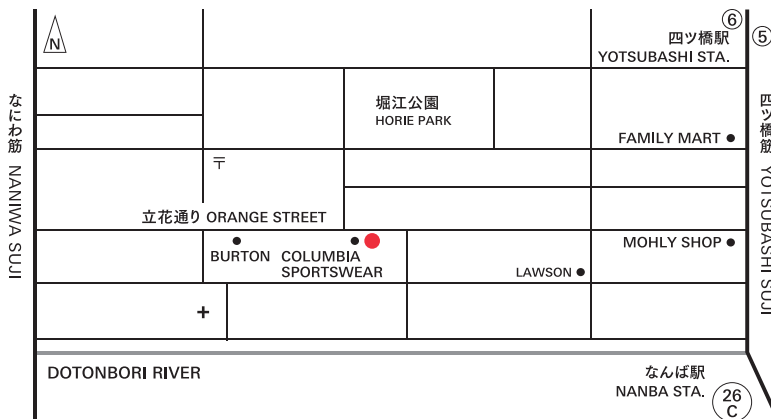 N
⑥
四ツ橋駅
YOTSUBASHI STA.
⑤
堀江公園
HORIE PARK
なにわ筋 NANIWA SUJI
四ツ橋筋 YOTSUBASHI SUJI
FAMILY MART
〒
立花通り ORANGE STREET
BURTON
COLUMBIA
SPORTSWEAR
MOHLY SHOP
LAWSON
DOTONBORI RIVER
なんば駅
NANBA STA.
26
C